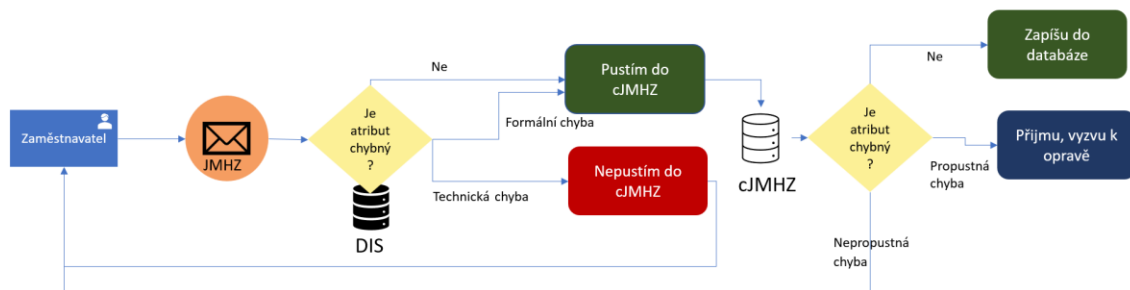 Zaměstnavatel
JMHZ
Je
atribut
chybný
?
DIS
Ne
Formální chyba
Technická chyba
Pustím do
cJMHZ
Nepustím do
cJMHZ
cJMHZ
Je
atribut
chybný
?
Ne
Propustná
chyba
Nepropustná
chyba
Zapíšu do
databáze
Přijmu, vyzvu k
opravě